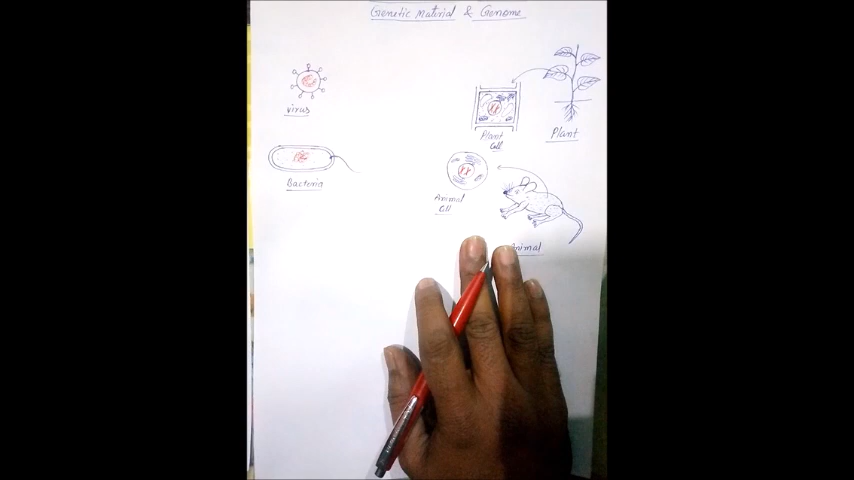 Genetic Material & Genome
virus
Bacteria
Plant
Cell
Plant
Animal
Cell
Animal